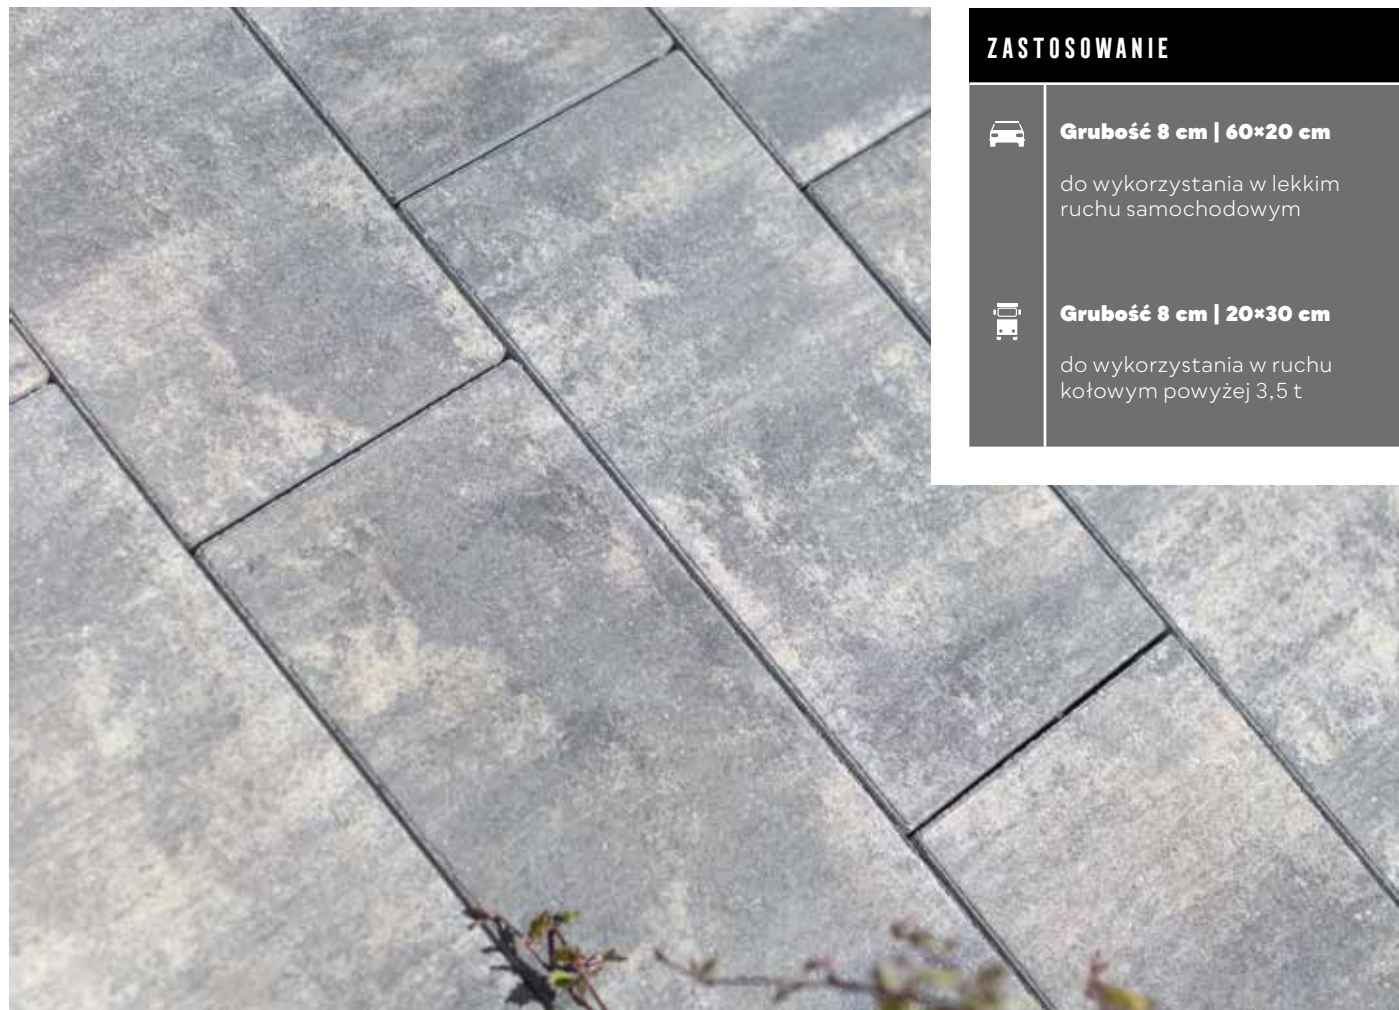 ZASTOSOWANIE
Grubość 8 cm | 60×20 cm
do wykorzystania w lekkim
ruchu samochodowym
Grubość 8 cm | 20×30 cm
do wykorzystania w ruchu
kołowym powyżej 3,5 t